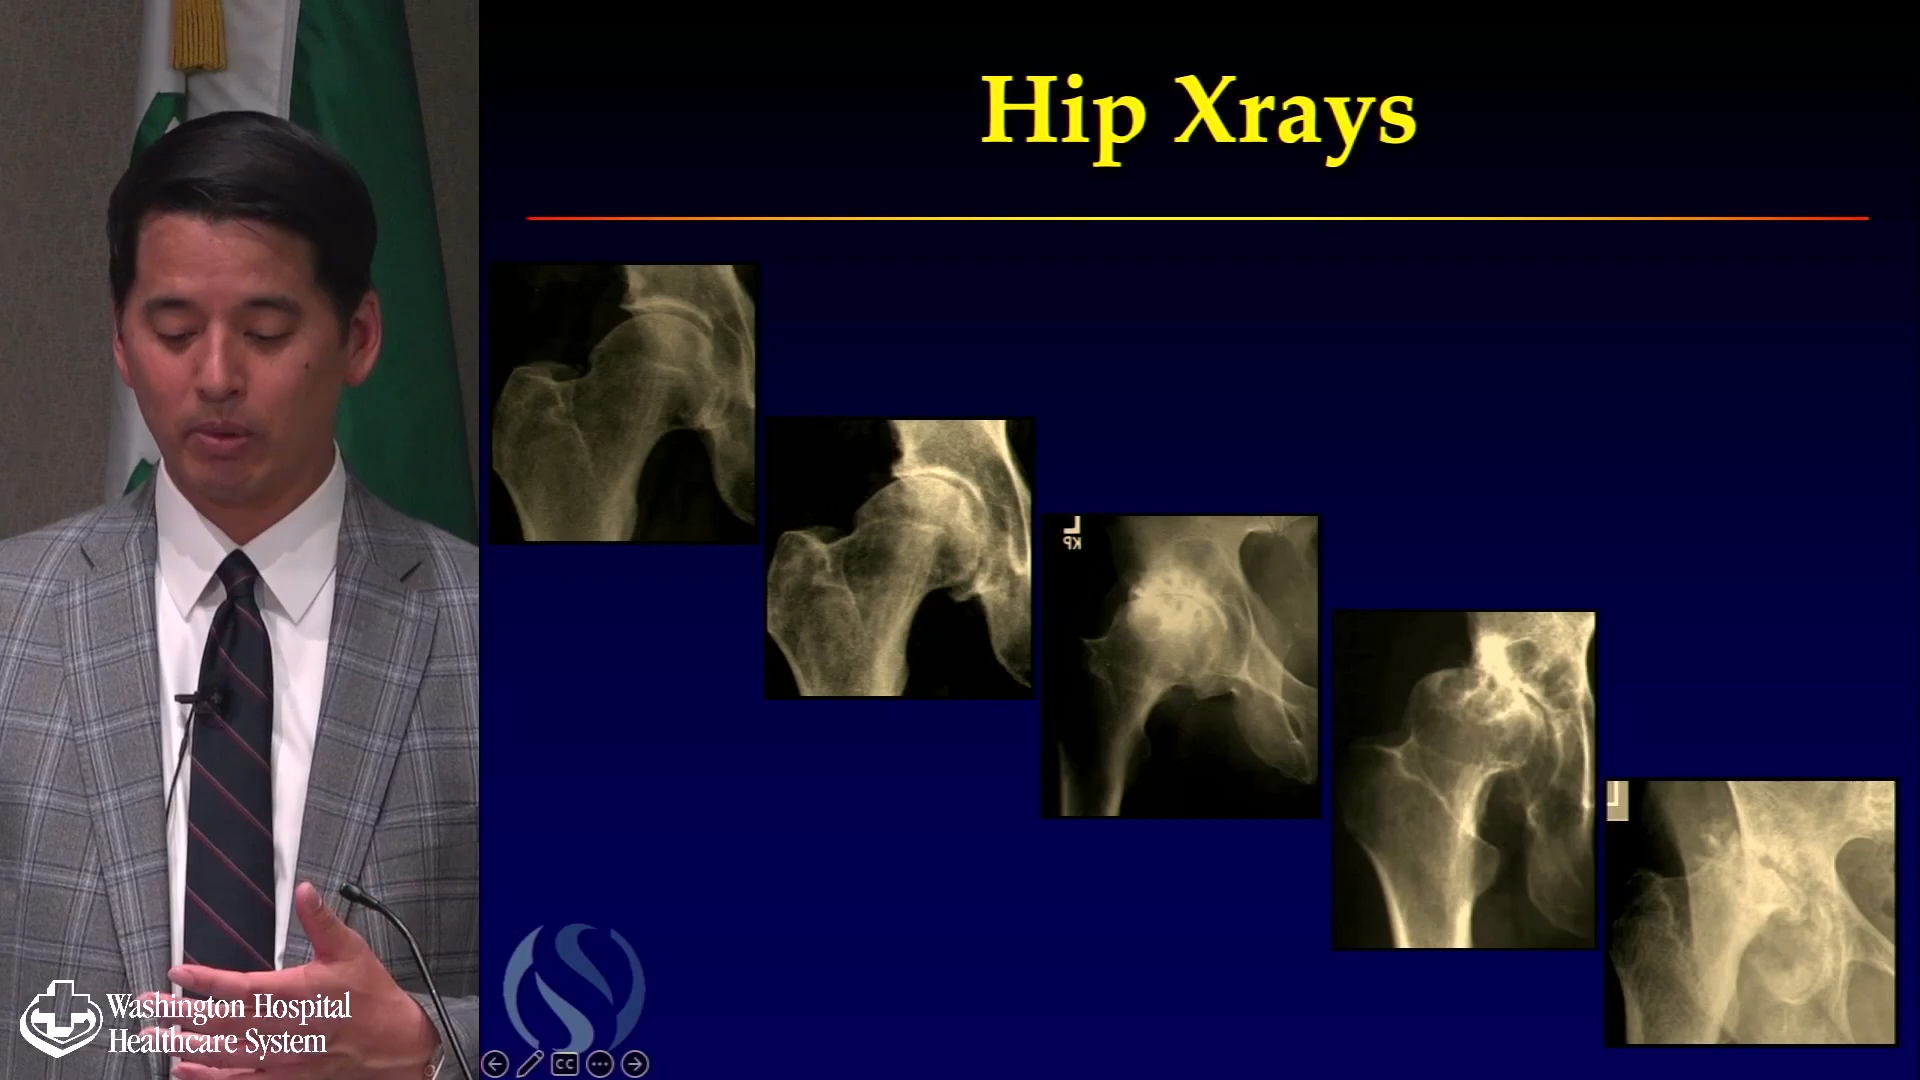 Hip Xrays
L
KP
Washington Hospital
Healthcare System
CC